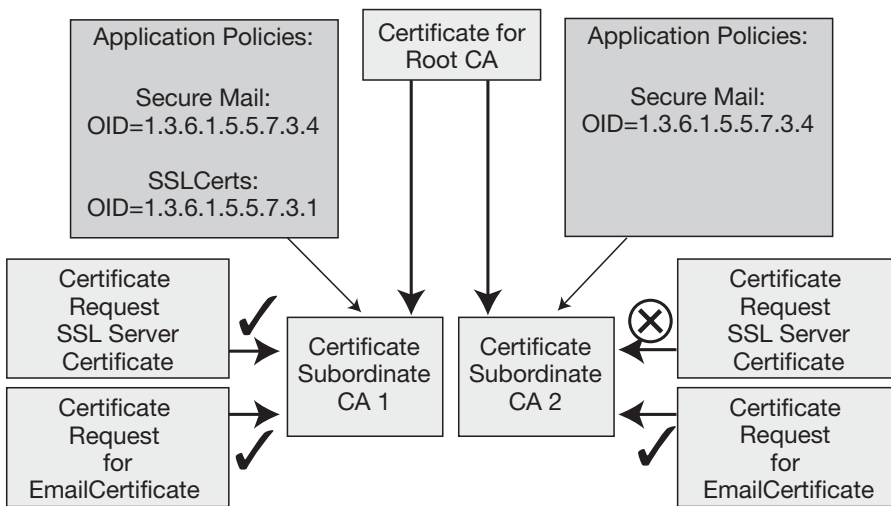 Application Policies:
Secure Mail:
OID=1.3.6.1.5.5.7.3.4
SSLCerts:
OID=1.3.6.1.5.5.7.3.1
Certificate for
Root CA
Application Policies:
Secure Mail:
OID=1.3.6.1.5.5.7.3.4
Certificate
Request
SSL Server
Certificate
Certificate
Subordinate
CA 1
Certificate
Subordinate
CA 2
Certificate
Request
SSL Server
Certificate
Certificate
Request
for
EmailCertificate
Certificate
Request
for
EmailCertificate